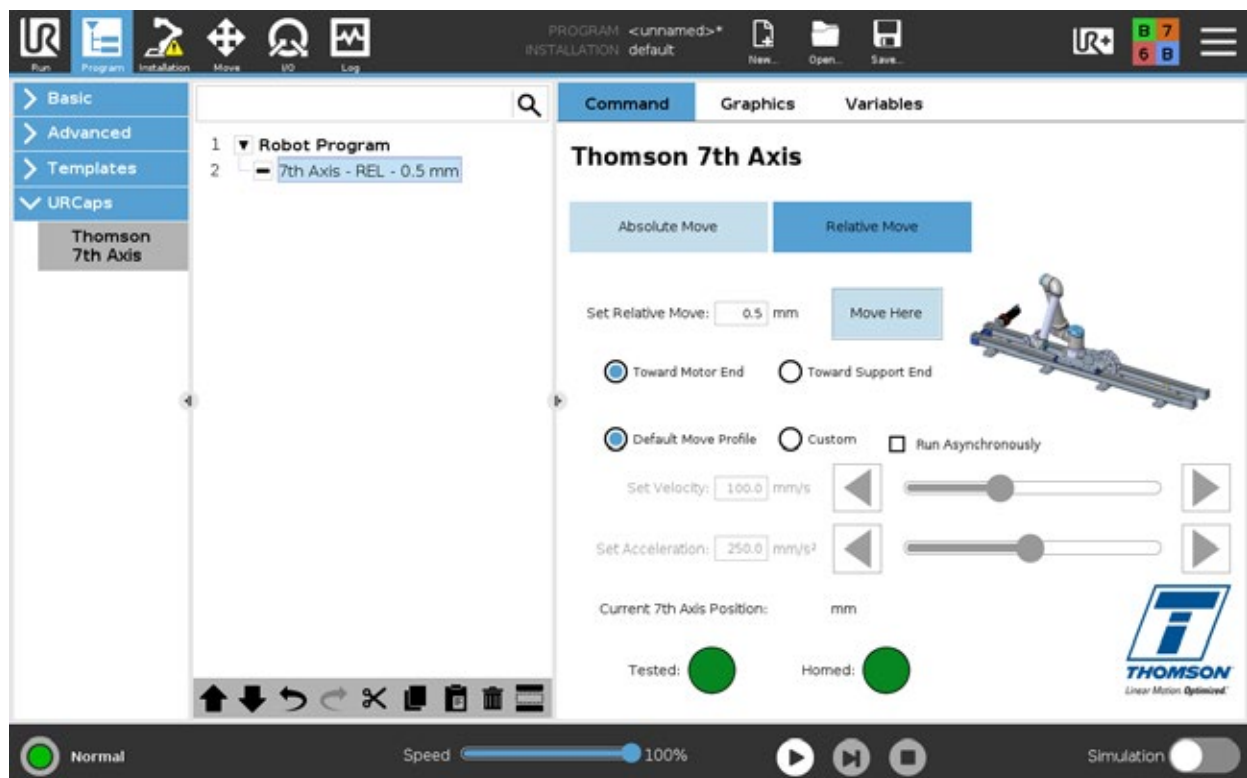 PROGRAM <unnamed>*
INSTALLATION default
Run Program Installation Move I/O Log
New... Open... Save...
UR+
B 7
6 B
Basic
Advanced
Templates
URCaps
Thomson
7th Axis
1 Robot Program
2 7th Axis - REL - 0.5 mm
Command Graphics Variables
Thomson 7th Axis
Absolute Move Relative Move
Set Relative Move: 0.5 mm Move Here
Toward Motor End Toward Support End
Default Move Profile Custom Run Asynchronously
Set Velocity: 100.0 mm/s
Set Acceleration: 250.0 mm/s²
Current 7th Axis Position: mm
Tested: Homed:
THOMSON
Linear Motion Optimized.
Normal Speed 100% Simulation